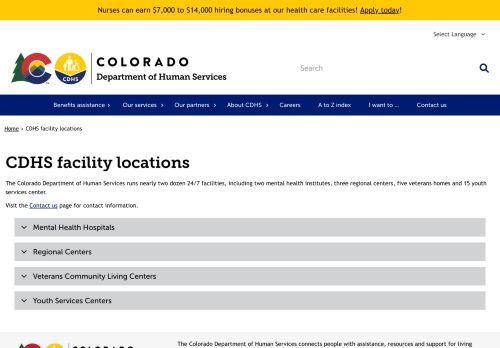 Nurses can earn $7,000 to $14,000 hiring bonuses at our health care facilities! Apply today!
Select Language
COLORADO
Department of Human Services
CDHS
Search
Benefits assistance
Our services
Our partners
About CDHS
Careers
A to Z index
I want to ...
Contact us
Home › CDHS facility locations
CDHS facility locations
The Colorado Department of Human Services runs nearly two dozen 24/7 facilities, including two mental health institutes, three regional centers, five veterans homes and 15 youth
services center.
Visit the Contact us page for contact information.
Mental Health Hospitals
Regional Centers
Veterans Community Living Centers
Youth Services Centers
COLORADO
The Colorado Department of Human Services connects people with assistance, resources and support for living